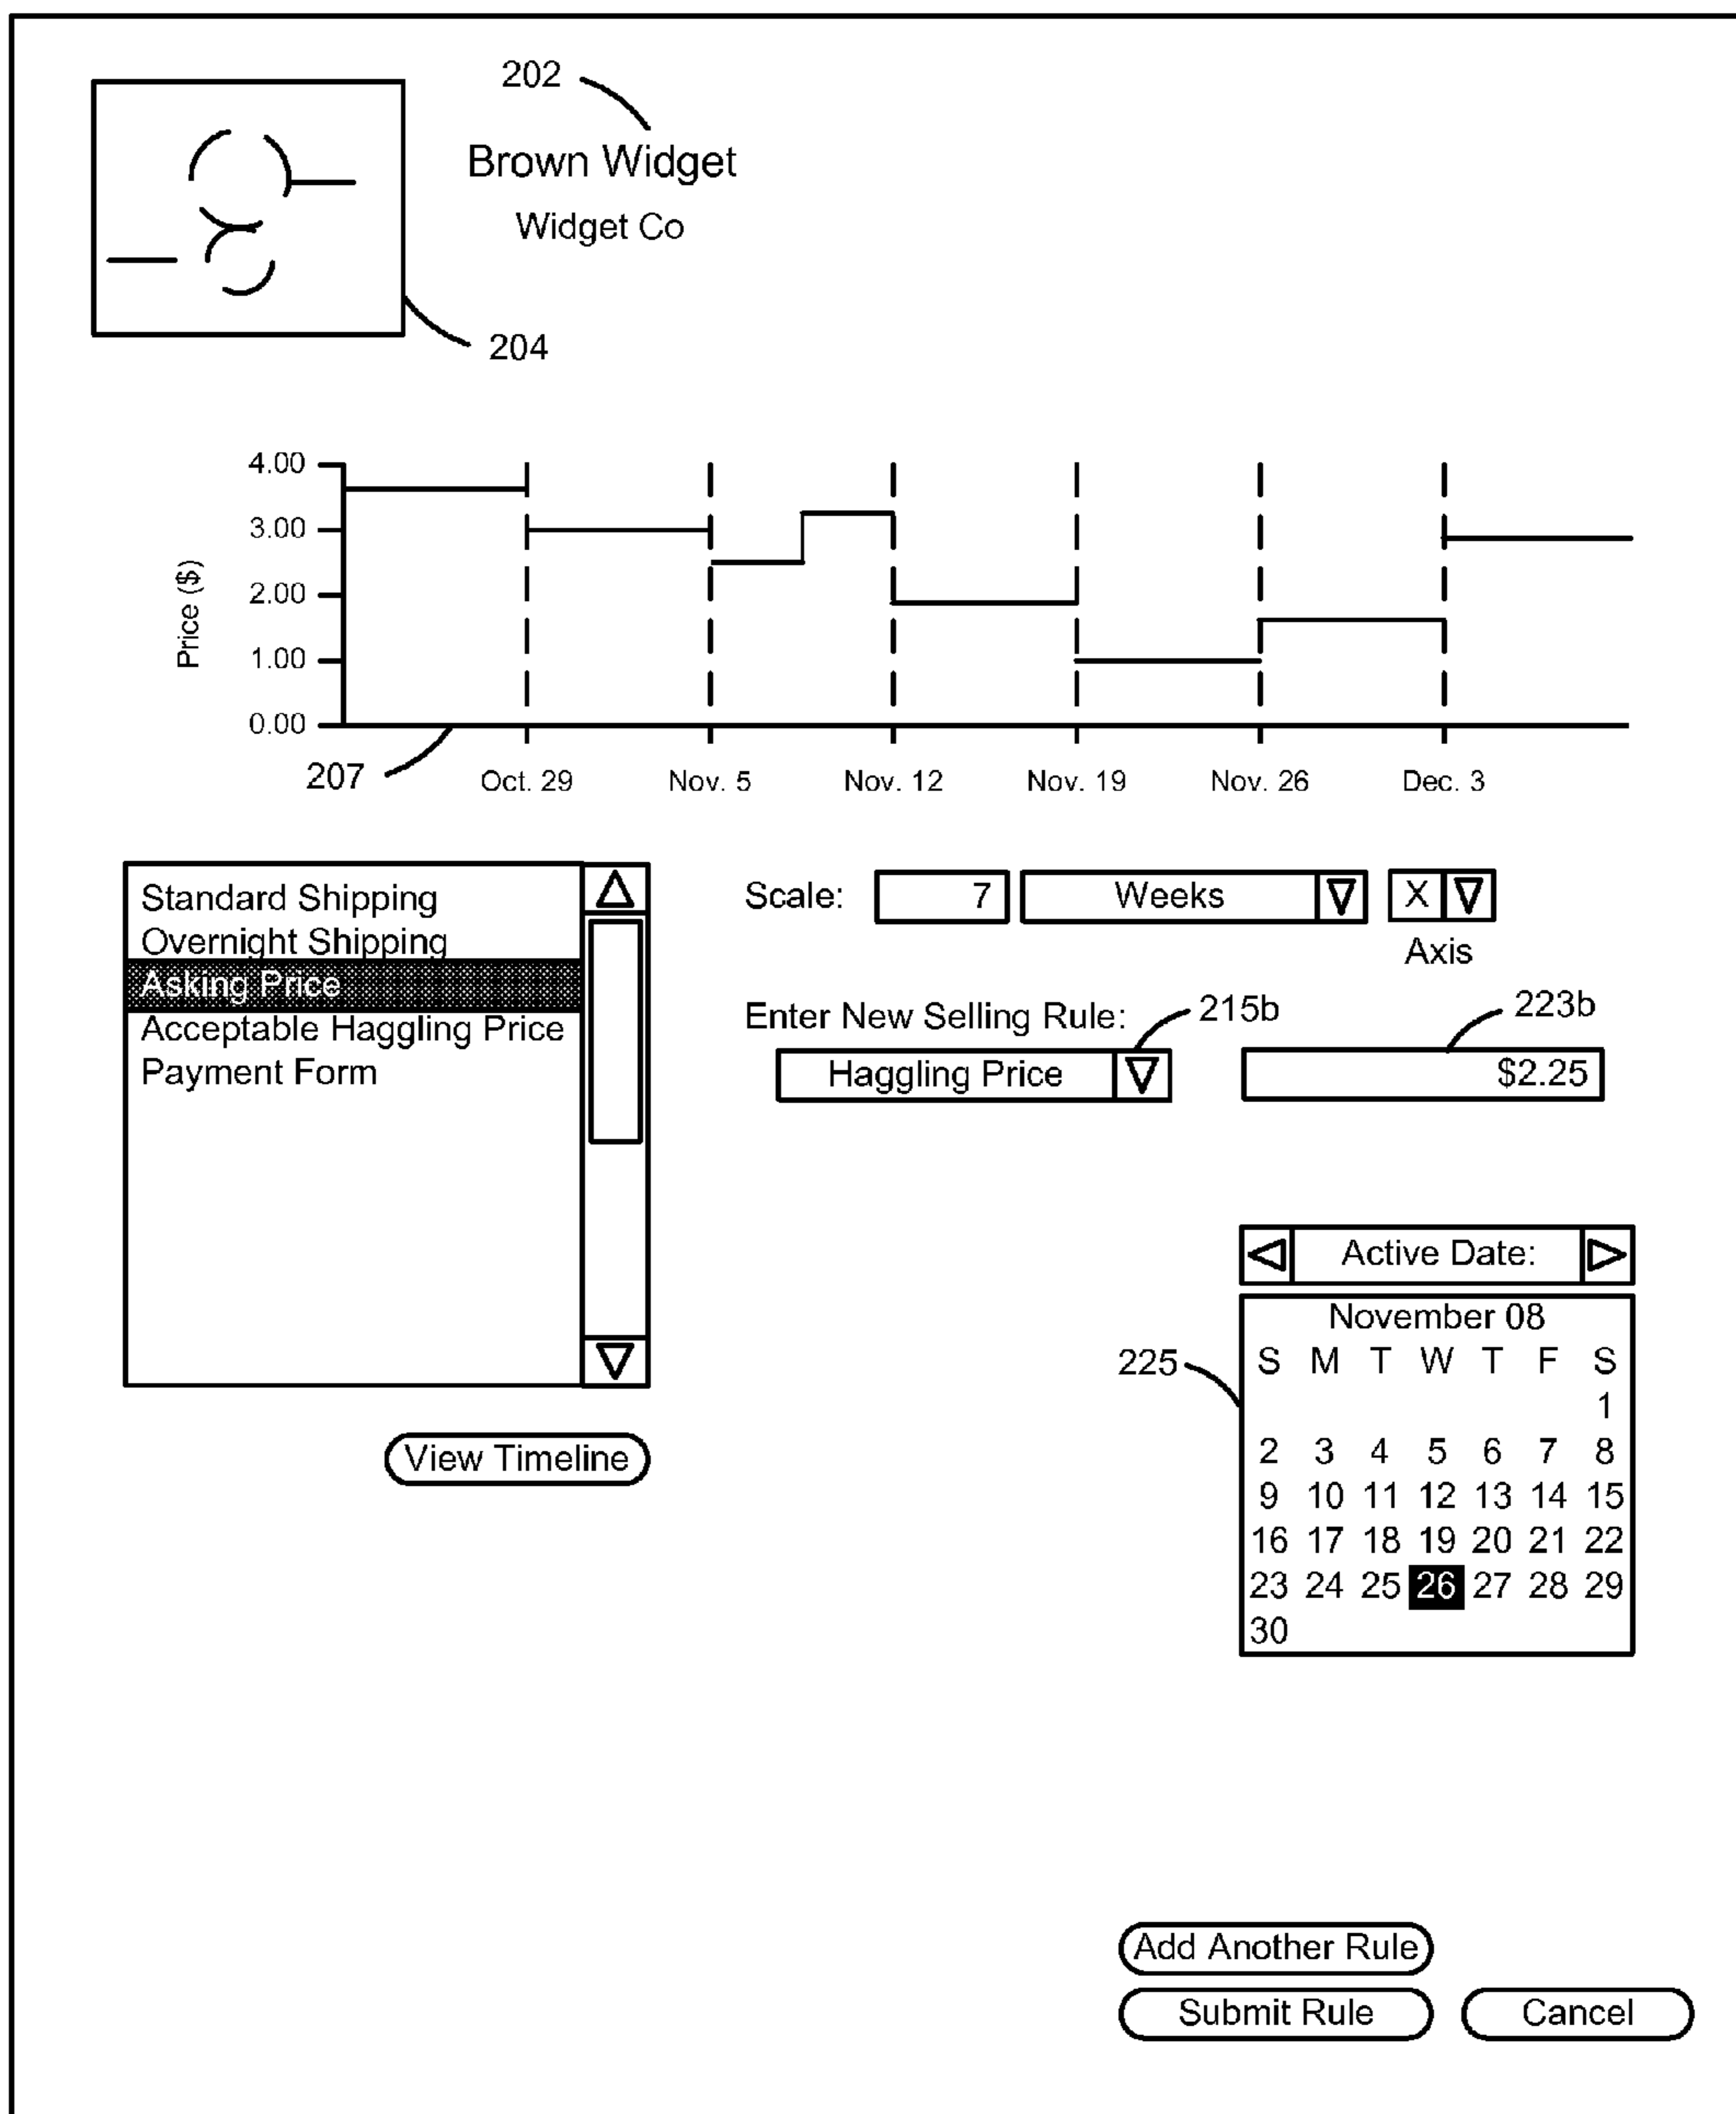 202
Brown Widget
Widget Co
204
4.00
3.00
2.00
1.00
0.00
Price ($)
207
Oct. 29 Nov. 5 Nov. 12 Nov. 19 Nov. 26 Dec. 3
Standard Shipping
Overnight Shipping
Asking Price
Acceptable Haggling Price
Payment Form
View Timeline
Scale: 7 Weeks X
Axis
Enter New Selling Rule: 215b 223b
Haggling Price $2.25
Active Date:
November 08
225
S M T W T F S
1
2 3 4 5 6 7 8
9 10 11 12 13 14 15
16 17 18 19 20 21 22
23 24 25 26 27 28 29
30
Add Another Rule
Submit Rule Cancel